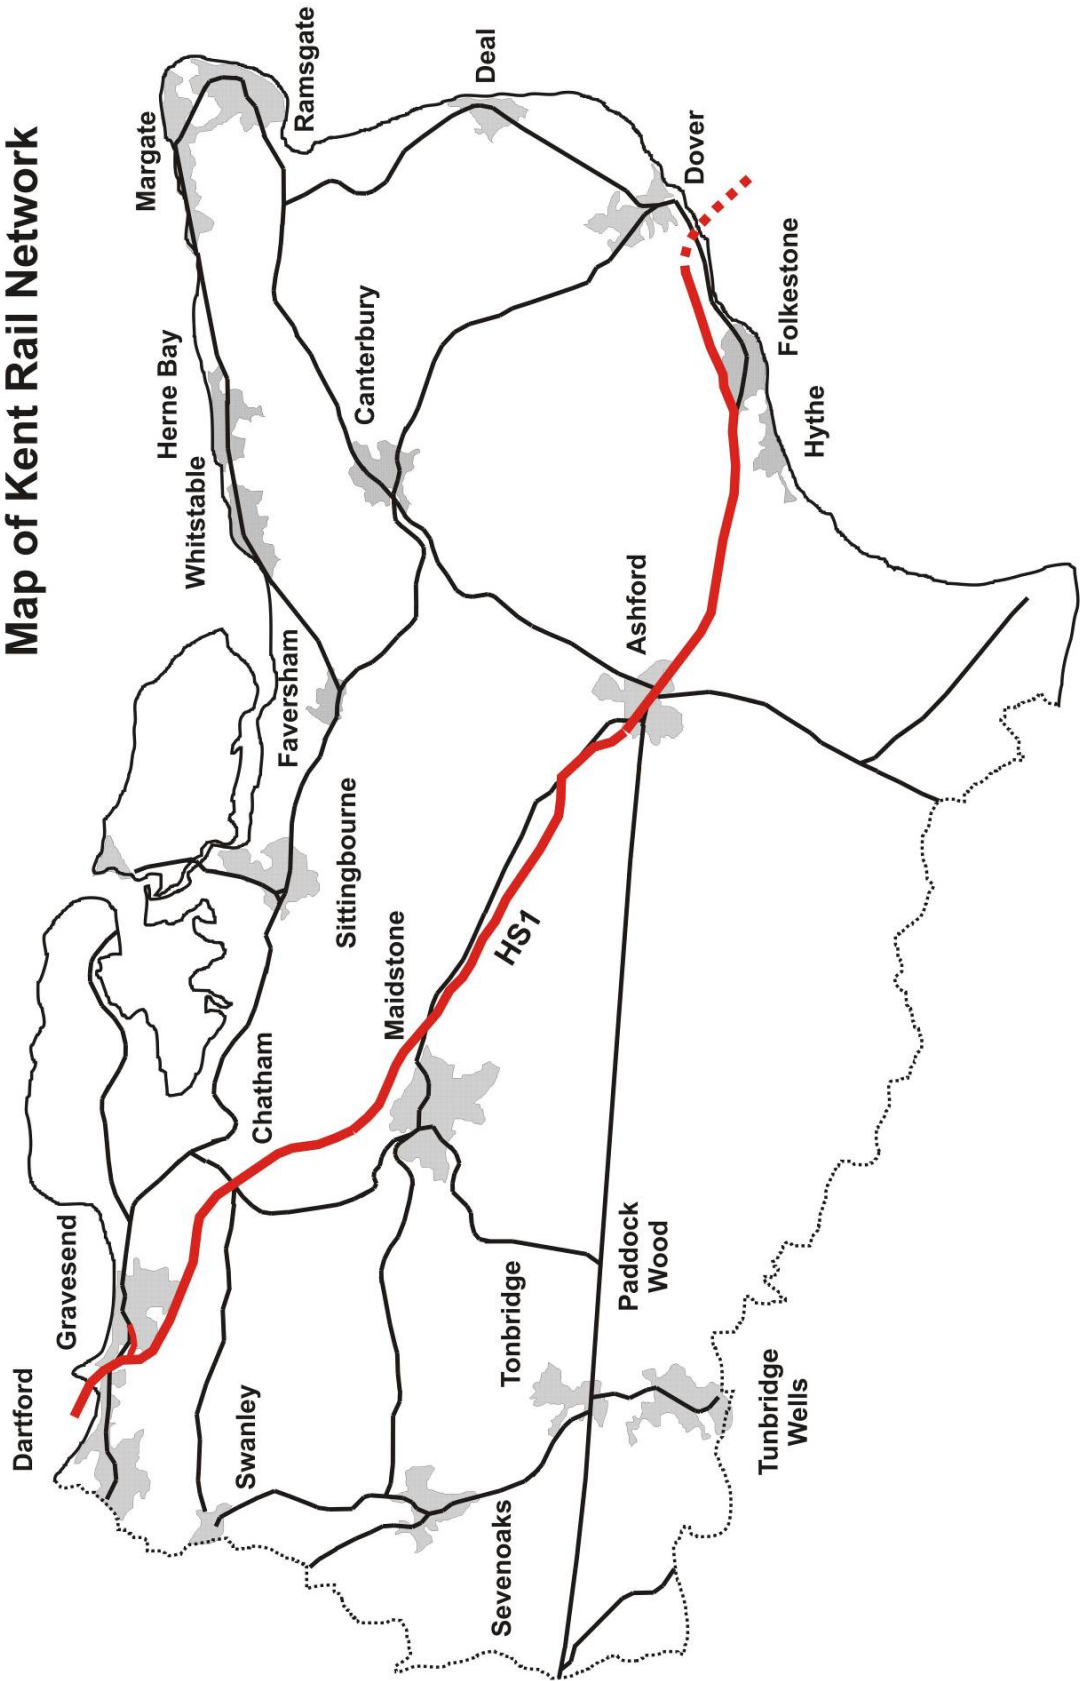 Map of Kent Rail Network
Dartford
Gravesend
Margate
Herne Bay
Whitstable
Ramsgate
Swanley
Chatham
Faversham
Sittingbourne
Canterbury
Deal
Maidstone
Sevenoaks
Tonbridge
HS1
Ashford
Dover
Paddock
Wood
Folkestone
Hythe
Tunbridge
Wells